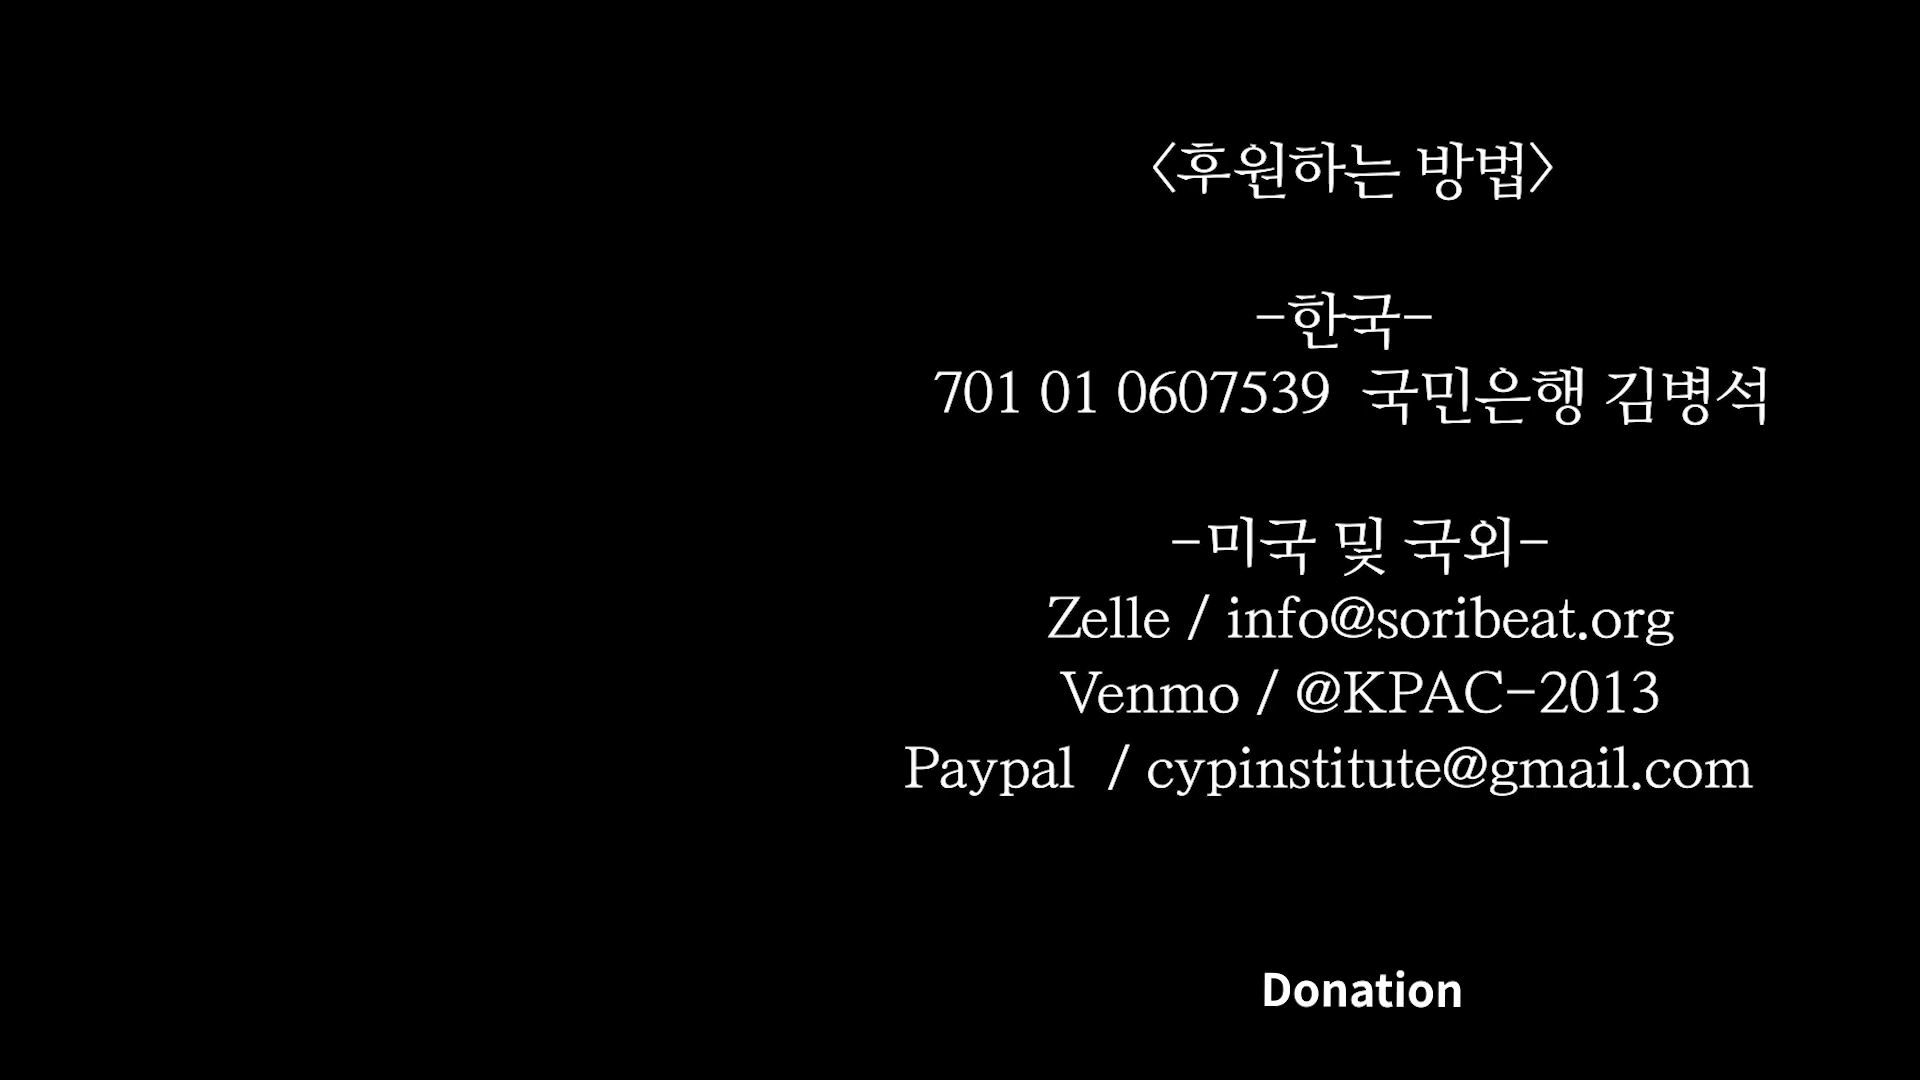 〈후원하는 방법〉
-한국-
701 01 0607539 국민은행 김병석
-미국 및 국외-
Zelle / info@soribeat.org
Venmo / @KPAC-2013
Paypal / cypinstitute@gmail.com
Donation